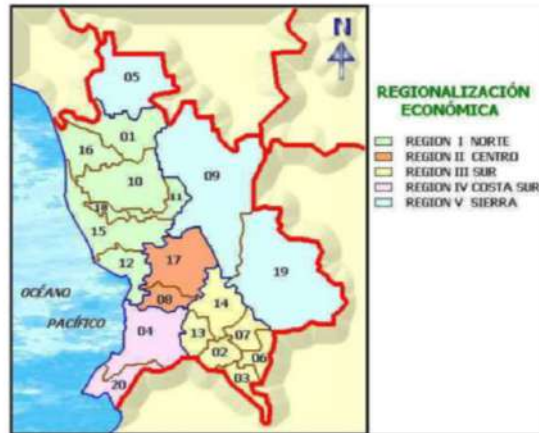 N
05
01
16
10
09
11
18
15
12
17
19
OCÉANO
08
14
PACÍFICO
04
13
07
02
06
03
20
REGIONALIZACIÓN
ECONÓMICA
REGION I NORTE
REGION II CENTRO
REGION III SUR
REGION IV COSTA SUR
REGION V SIERRA